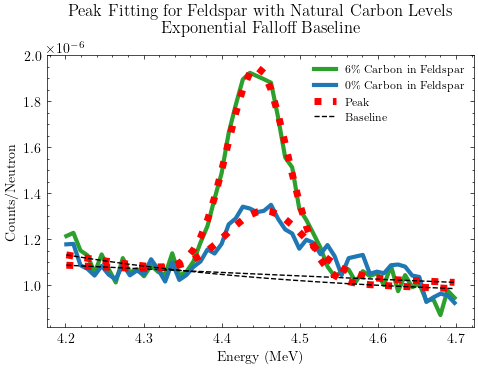 Peak Fitting for Feldspar with Natural Carbon Levels
Exponential Falloff Baseline
×10⁻⁶
2.0
1.8
1.6
1.4
1.2
1.0
Counts/Neutron
6% Carbon in Feldspar
0% Carbon in Feldspar
Peak
Baseline
4.2 4.3 4.4 4.5 4.6 4.7
Energy (MeV)